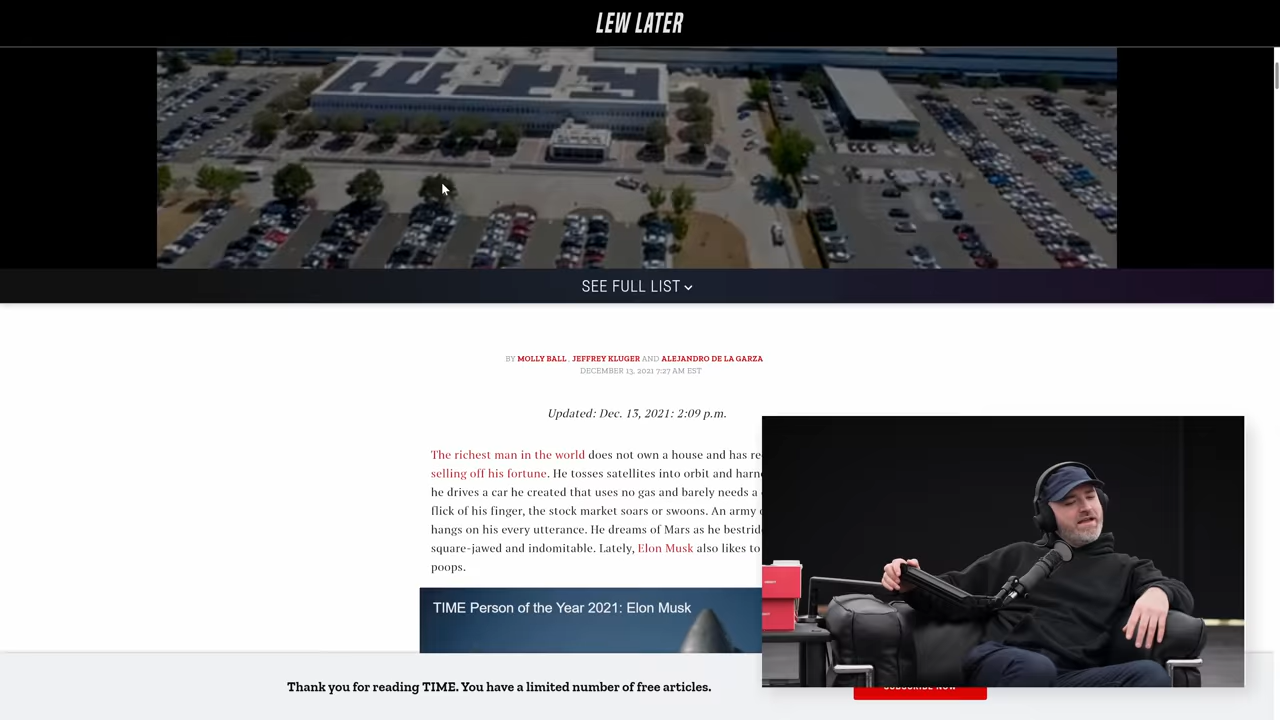 LEW LATER
SEE FULL LIST
BY MOLLY BALL, JEFFREY KLUGER AND ALEJANDRO DE LA GARZA
DECEMBER 13, 2021 7:27 AM EST
Updated: Dec. 13, 2021: 2:09 p.m.
The richest man in the world does not own a house and has
selling off his fortune. He tosses satellites into orbit and
he drives a car he created that uses no gas and barely needs a
flick of his finger, the stock market soars or swoons. An army
hangs on his every utterance. He dreams of Mars as he
square-jawed and indomitable. Lately, Elon Musk also likes to
poops.
TIME Person of the Year 2021: Elon Musk
Thank you for reading TIME. You have a limited number of free articles.
SUBSCRIBE NOW